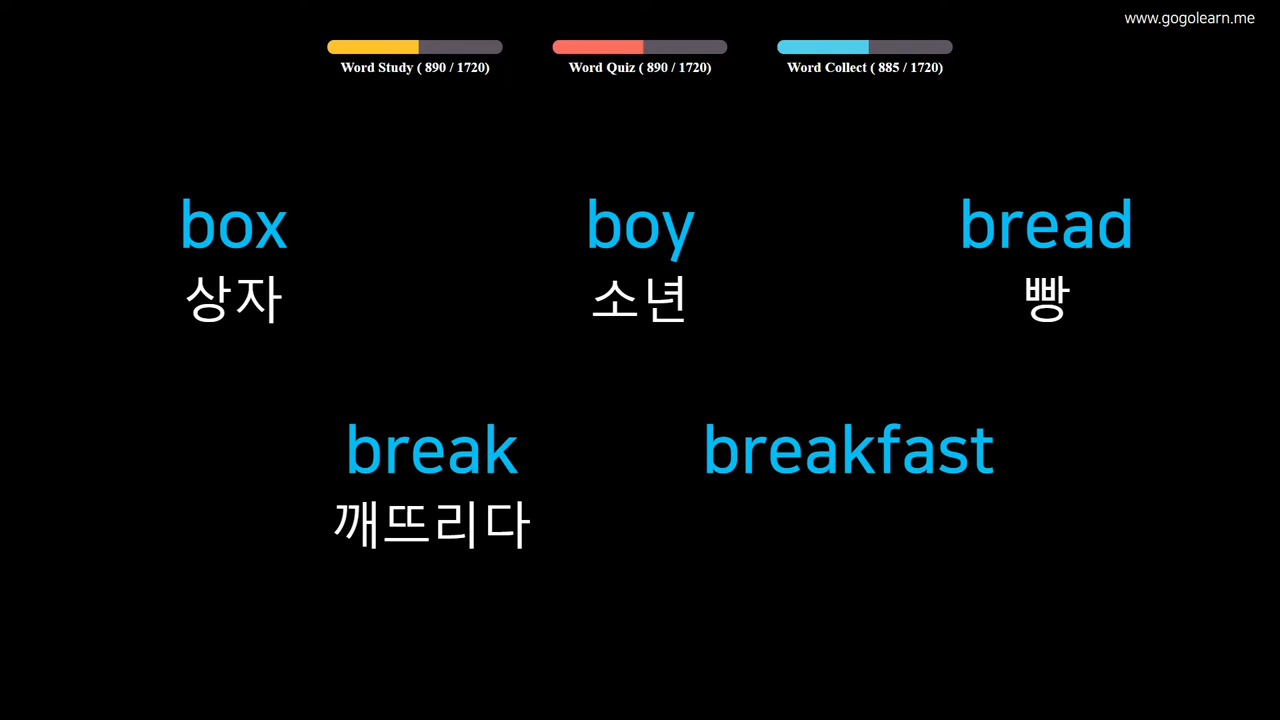 www.gogolearn.me
Word Study ( 890 / 1720)
Word Quiz ( 890 / 1720)
Word Collect ( 885 / 1720)
box
상자
boy
소년
bread
빵
break
깨뜨리다
breakfast